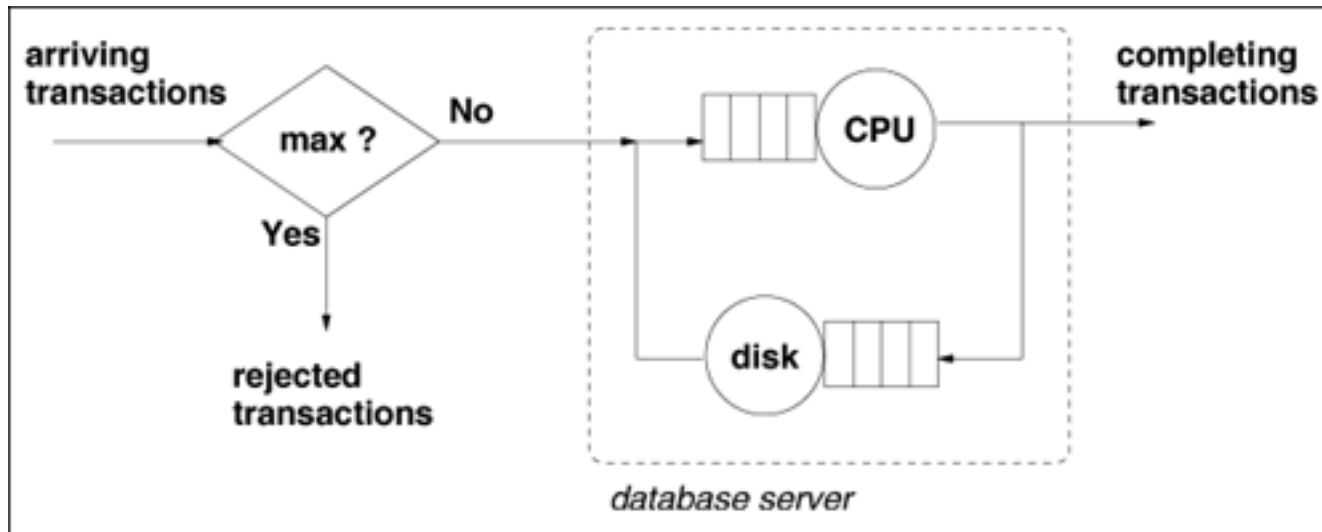 arriving
transactions
max ?
No
Yes
rejected
transactions
CPU
disk
completing
transactions
database server